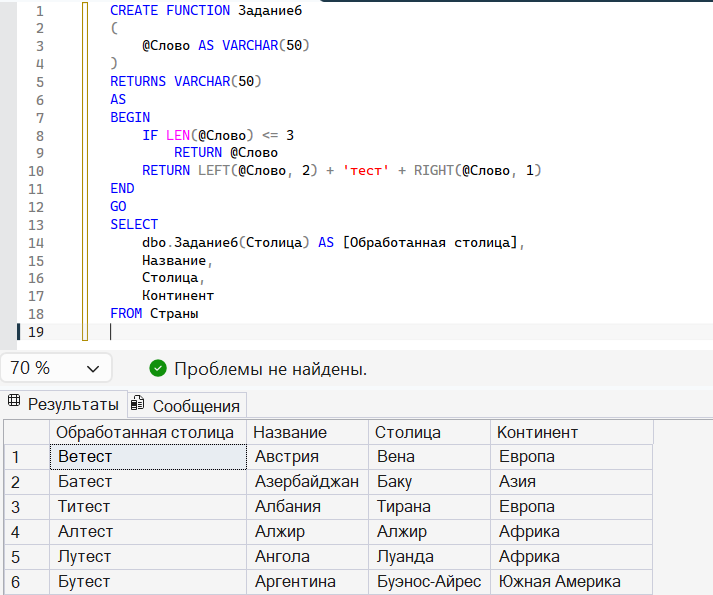 1 CREATE FUNCTION Задание6
2 (
3 @Слово AS VARCHAR(50)
4 )
5 RETURNS VARCHAR(50)
6 AS
7 BEGIN
8 IF LEN(@Слово) <= 3
9 RETURN @Слово
10 RETURN LEFT(@Слово, 2) + 'тест' + RIGHT(@Слово, 1)
11 END
12 GO
13 SELECT
14 dbo.Задание6(Столица) AS [Обработанная столица],
15 Название,
16 Столица,
17 Континент
18 FROM Страны
19
70 % Проблемы не найдены.
Результаты Сообщения
Обработанная столица Название Столица Континент
1 Ветест Австрия Вена Европа
2 Батест Азербайджан Баку Азия
3 Титест Албания Тирана Европа
4 Алтест Алжир Алжир Африка
5 Лутест Ангола Луанда Африка
6 Бутест Аргентина Буэнос-Айрес Южная Америка